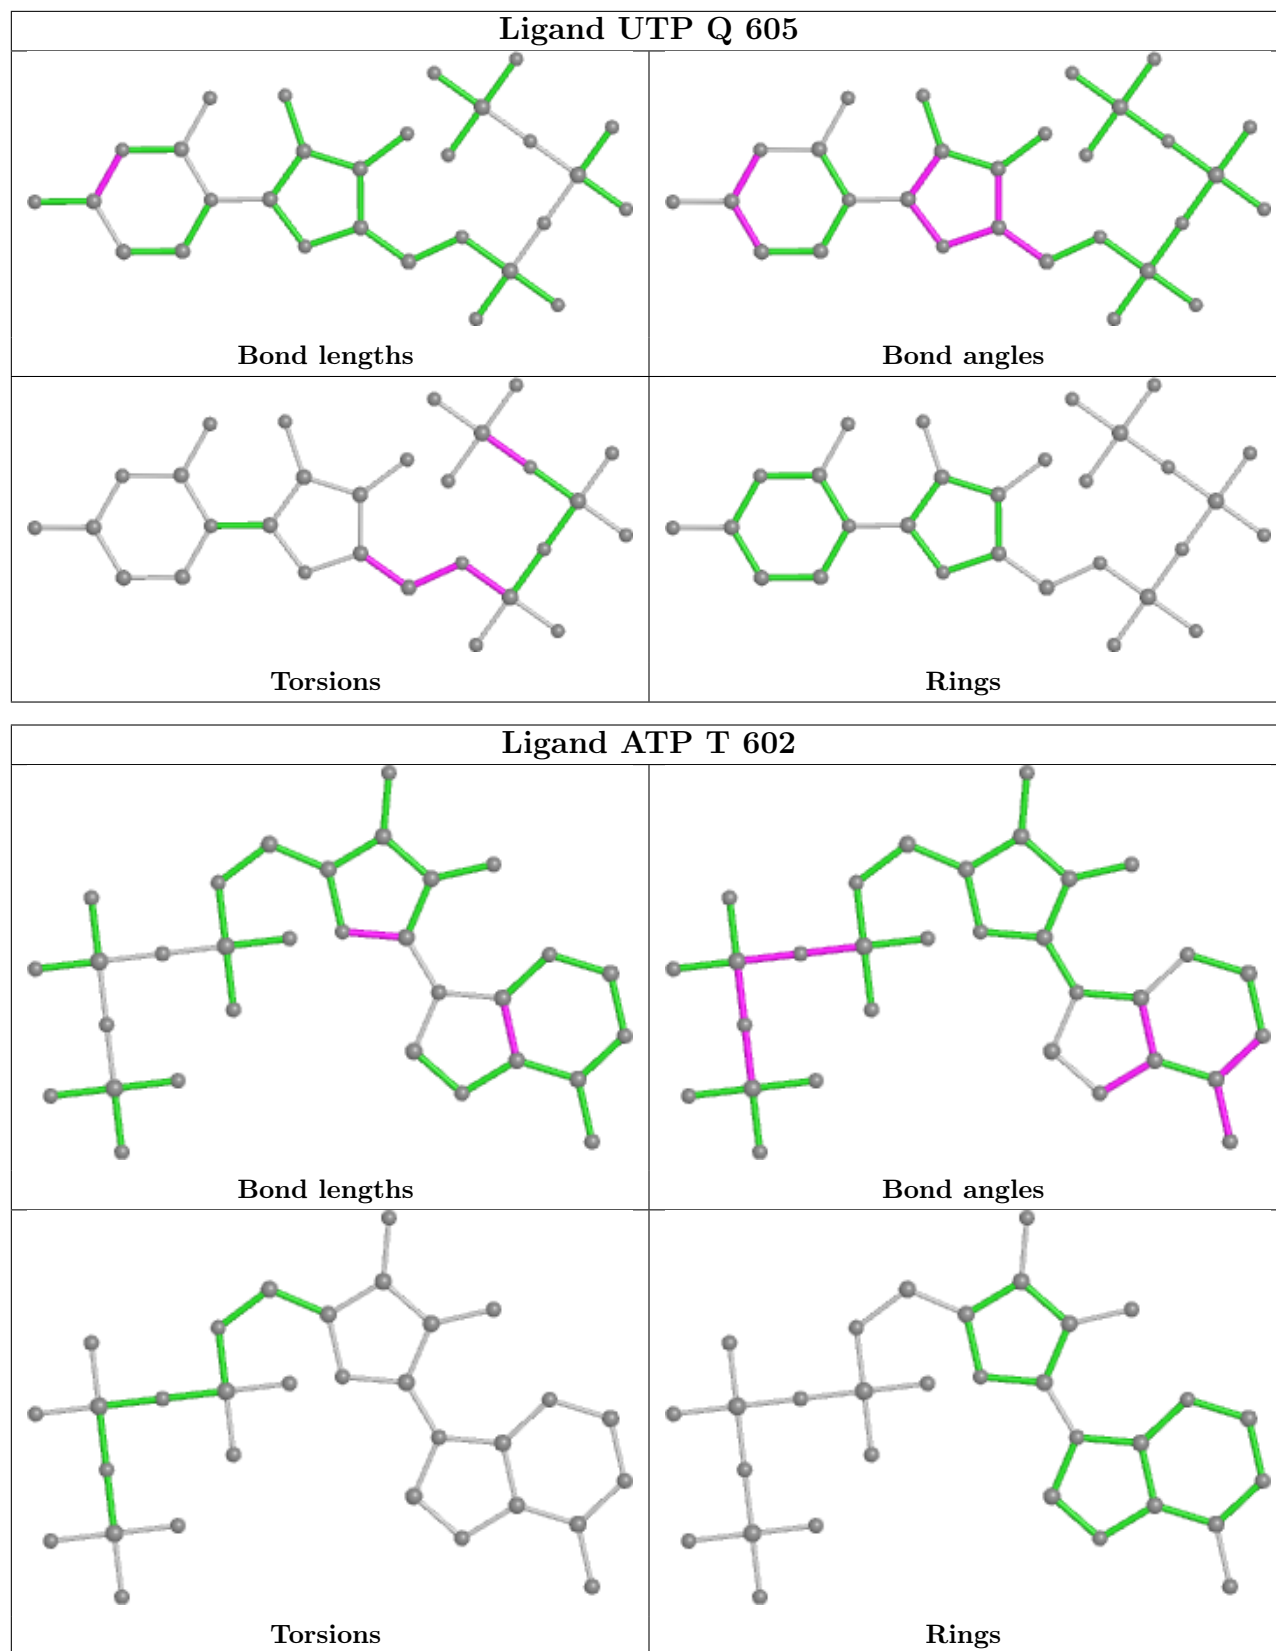 Ligand UTP Q 605
Bond lengths
Bond angles
Torsions
Rings
Ligand ATP T 602
Bond lengths
Bond angles
Torsions
Rings